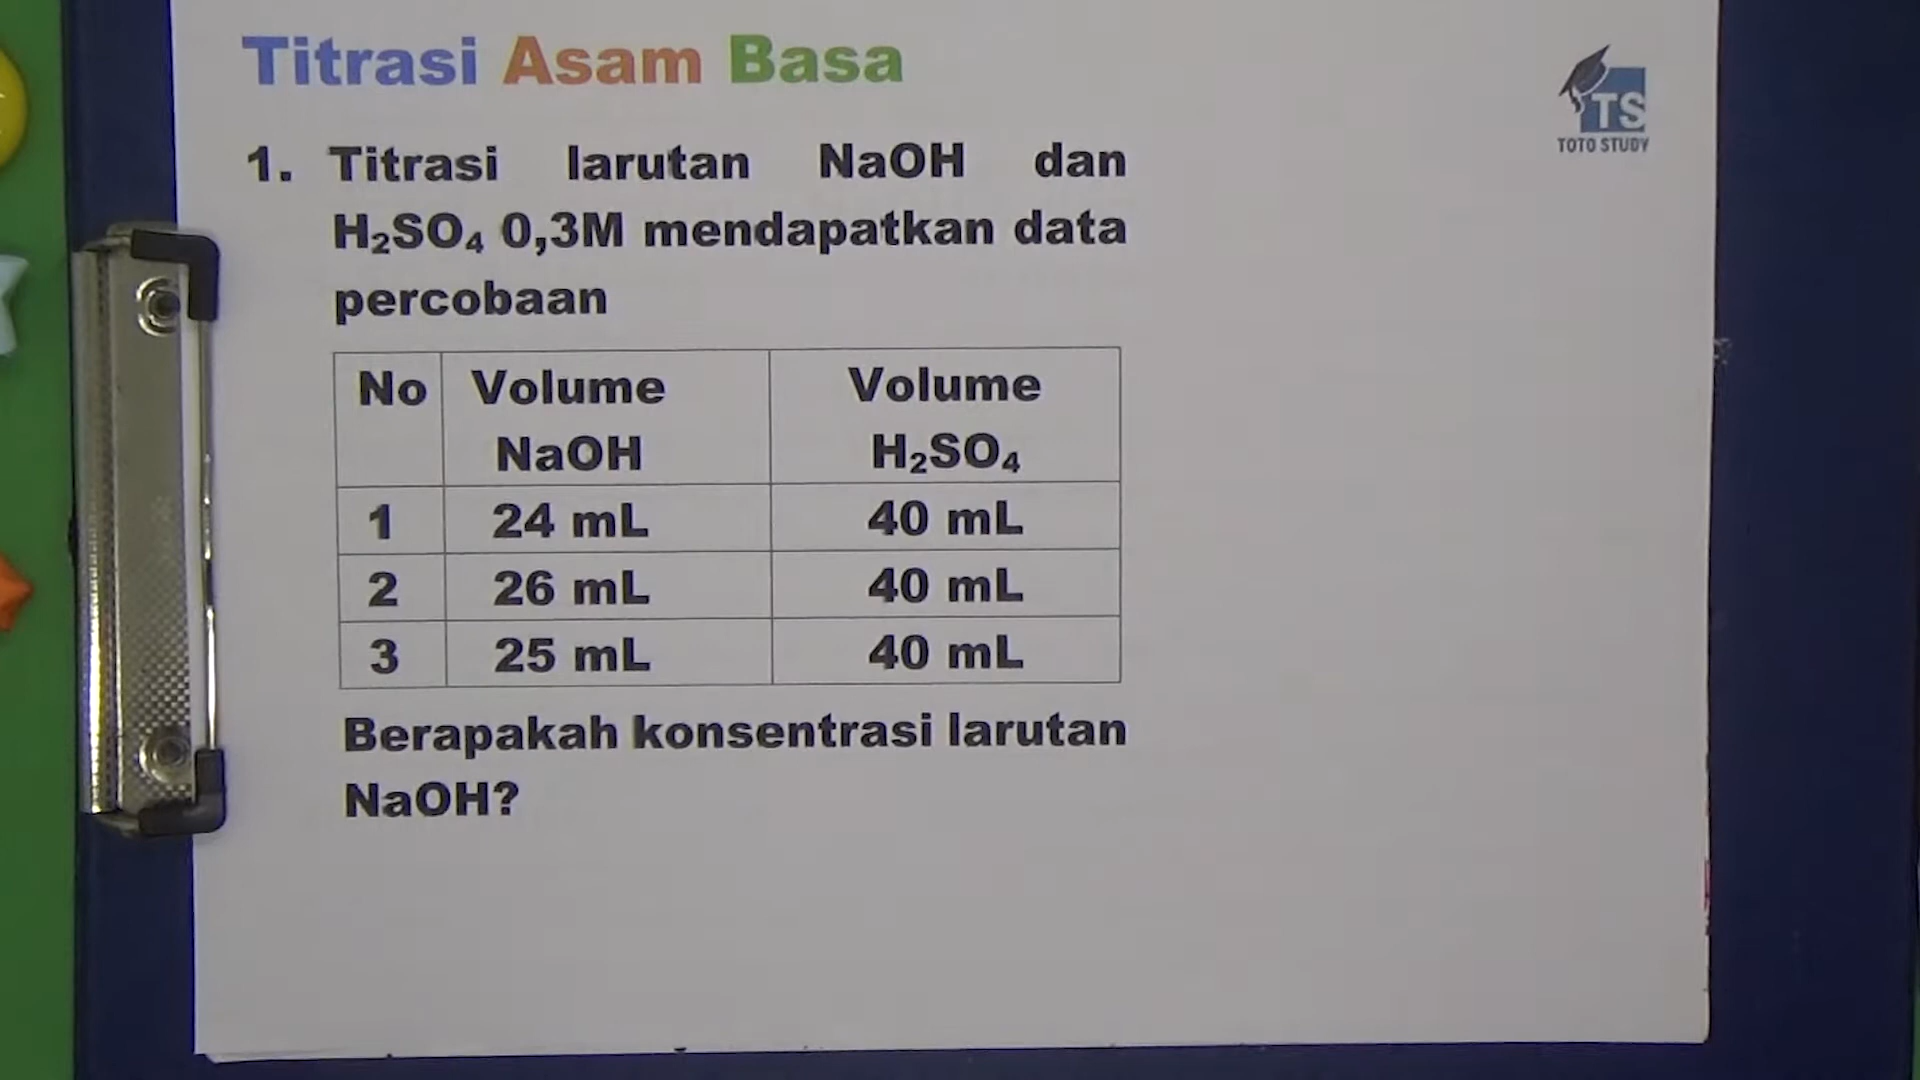 Titrasi Asam Basa
TS
TOTO STUDY
1. Titrasi larutan NaOH dan
H₂SO₄ 0,3M mendapatkan data
percobaan
No Volume Volume
NaOH H₂SO₄
1 24 mL 40 mL
2 26 mL 40 mL
3 25 mL 40 mL
Berapakah konsentrasi larutan
NaOH?